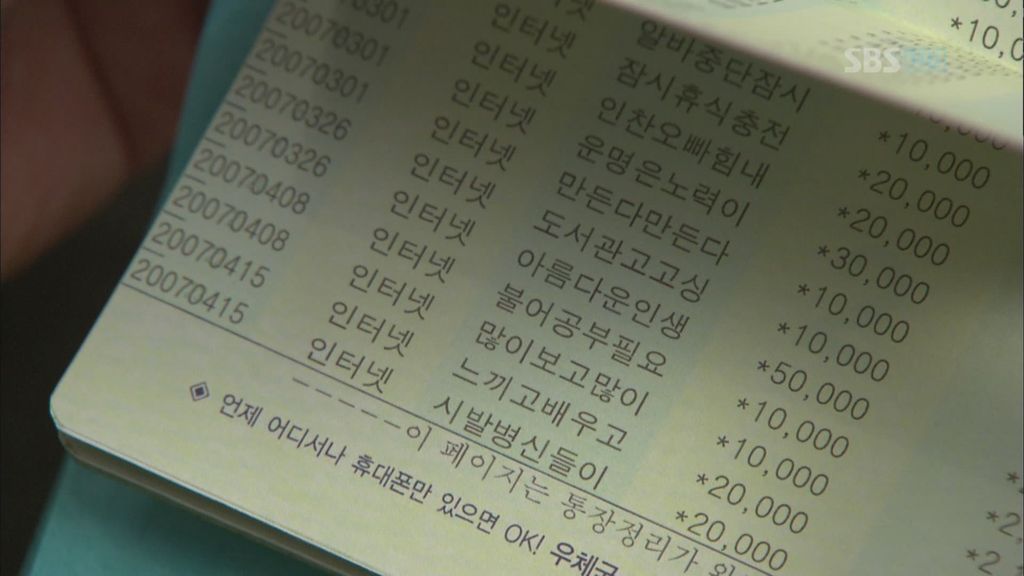 넷 알비중단잠시 *10,000
인터넷 잠시휴식충전 *20,000
20070301 인터넷 인찬오빠힘내 *20,000
20070301 인터넷 운명은노력이 *30,000
20070301 인터넷 만든다만든다 *10,000
20070326 인터넷 도서관고고싱 *10,000
20070326 인터넷 아름다운인생 *50,000
20070408 인터넷 불어공부필요 *10,000
20070408 인터넷 많이보고많이 *10,000
20070415 인터넷 느끼고배우고 *20,000
20070415 인터넷 시발병신들이 *20,000
-----이 페이지는 통장정리가
언제 어디서나 휴대폰만 있으면 OK! 우체국
SBS